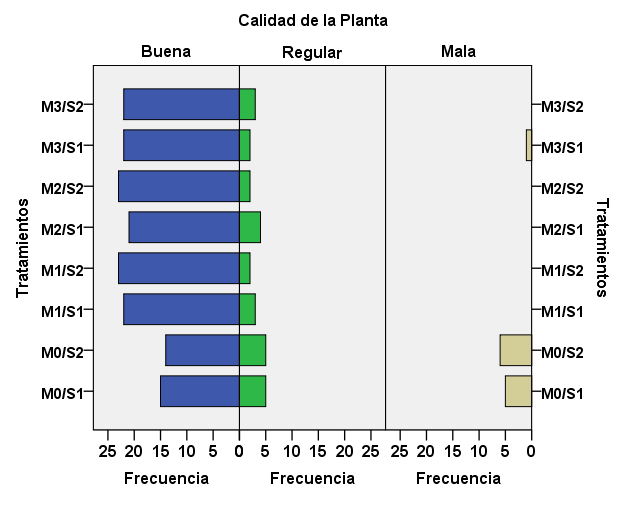 Calidad de la Planta
Buena Regular Mala
Tratamientos
M3/S2 M3/S2
M3/S1 M3/S1
M2/S2 M2/S2
M2/S1 M2/S1
M1/S2 M1/S2
M1/S1 M1/S1
M0/S2 M0/S2
M0/S1 M0/S1
Tratamientos
25 20 15 10 5 0 5 10 15 20 25 25 20 15 10 5 0
Frecuencia Frecuencia Frecuencia